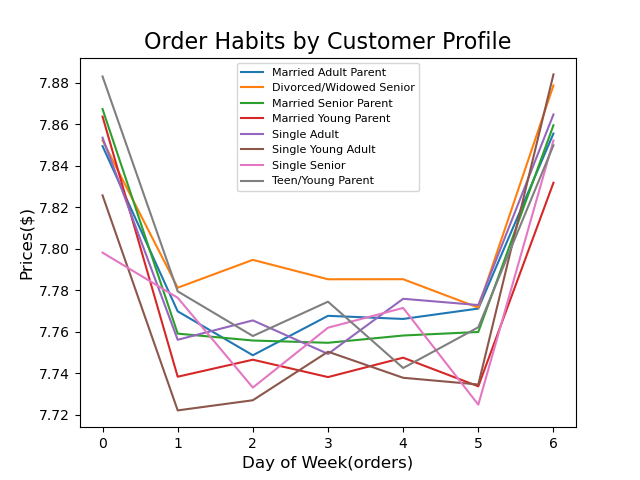 Order Habits by Customer Profile
Married Adult Parent
Divorced/Widowed Senior
Married Senior Parent
Married Young Parent
Single Adult
Single Young Adult
Single Senior
Teen/Young Parent
Prices($)
7.88
7.86
7.84
7.82
7.80
7.78
7.76
7.74
7.72
0 1 2 3 4 5 6
Day of Week(orders)